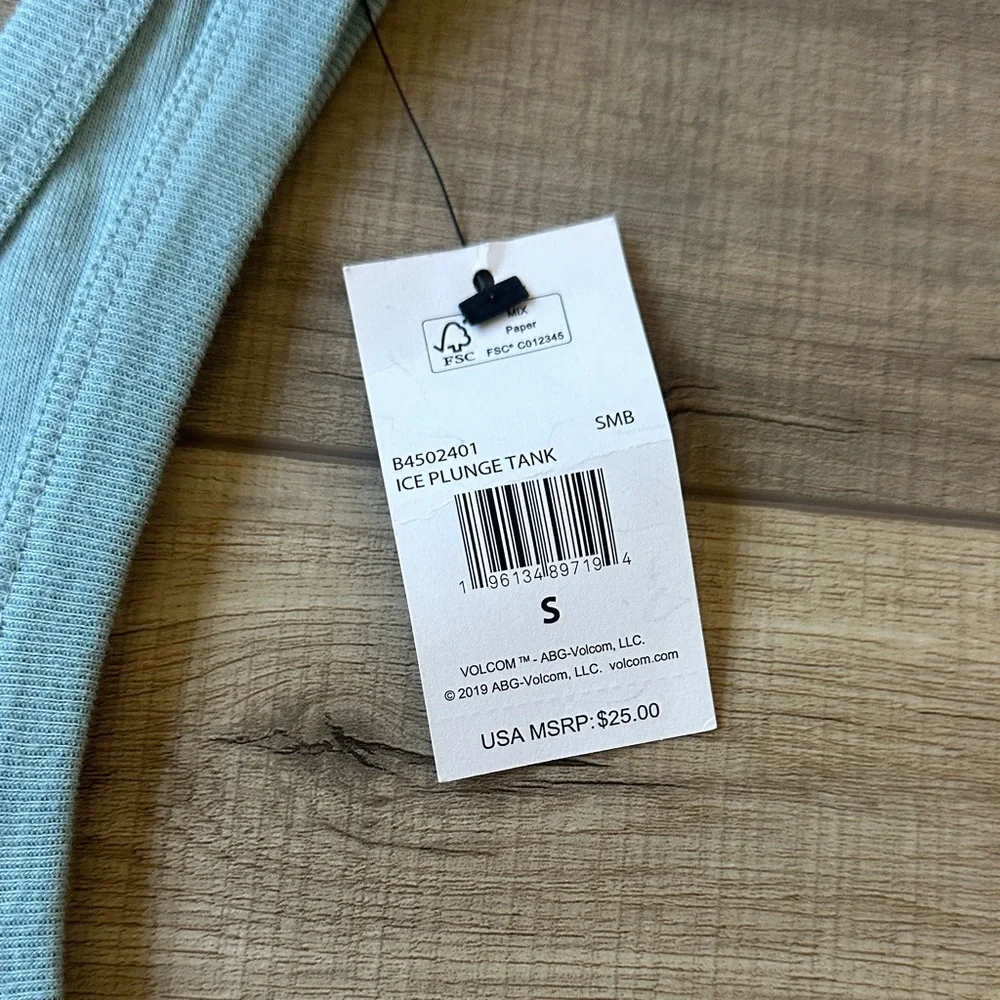 MIX
Paper
FSC® C012345
FSC
SMB
B4502401
ICE PLUNGE TANK
1 96134 89719 4
S
VOLCOM™ - ABG-Volcom, LLC.
© 2019 ABG-Volcom, LLC. volcom.com
USA MSRP: $25.00